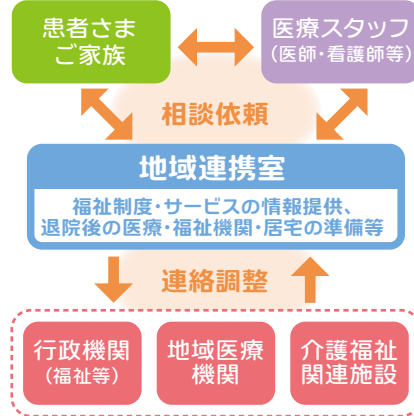 患者さま
ご家族
医療スタッフ
（医師・看護師等）
相談依頼
地域連携室
福祉制度・サービスの情報提供、
退院後の医療・福祉機関・居宅の準備等
連絡調整
行政機関
（福祉等）
地域医療
機関
介護福祉
関連施設